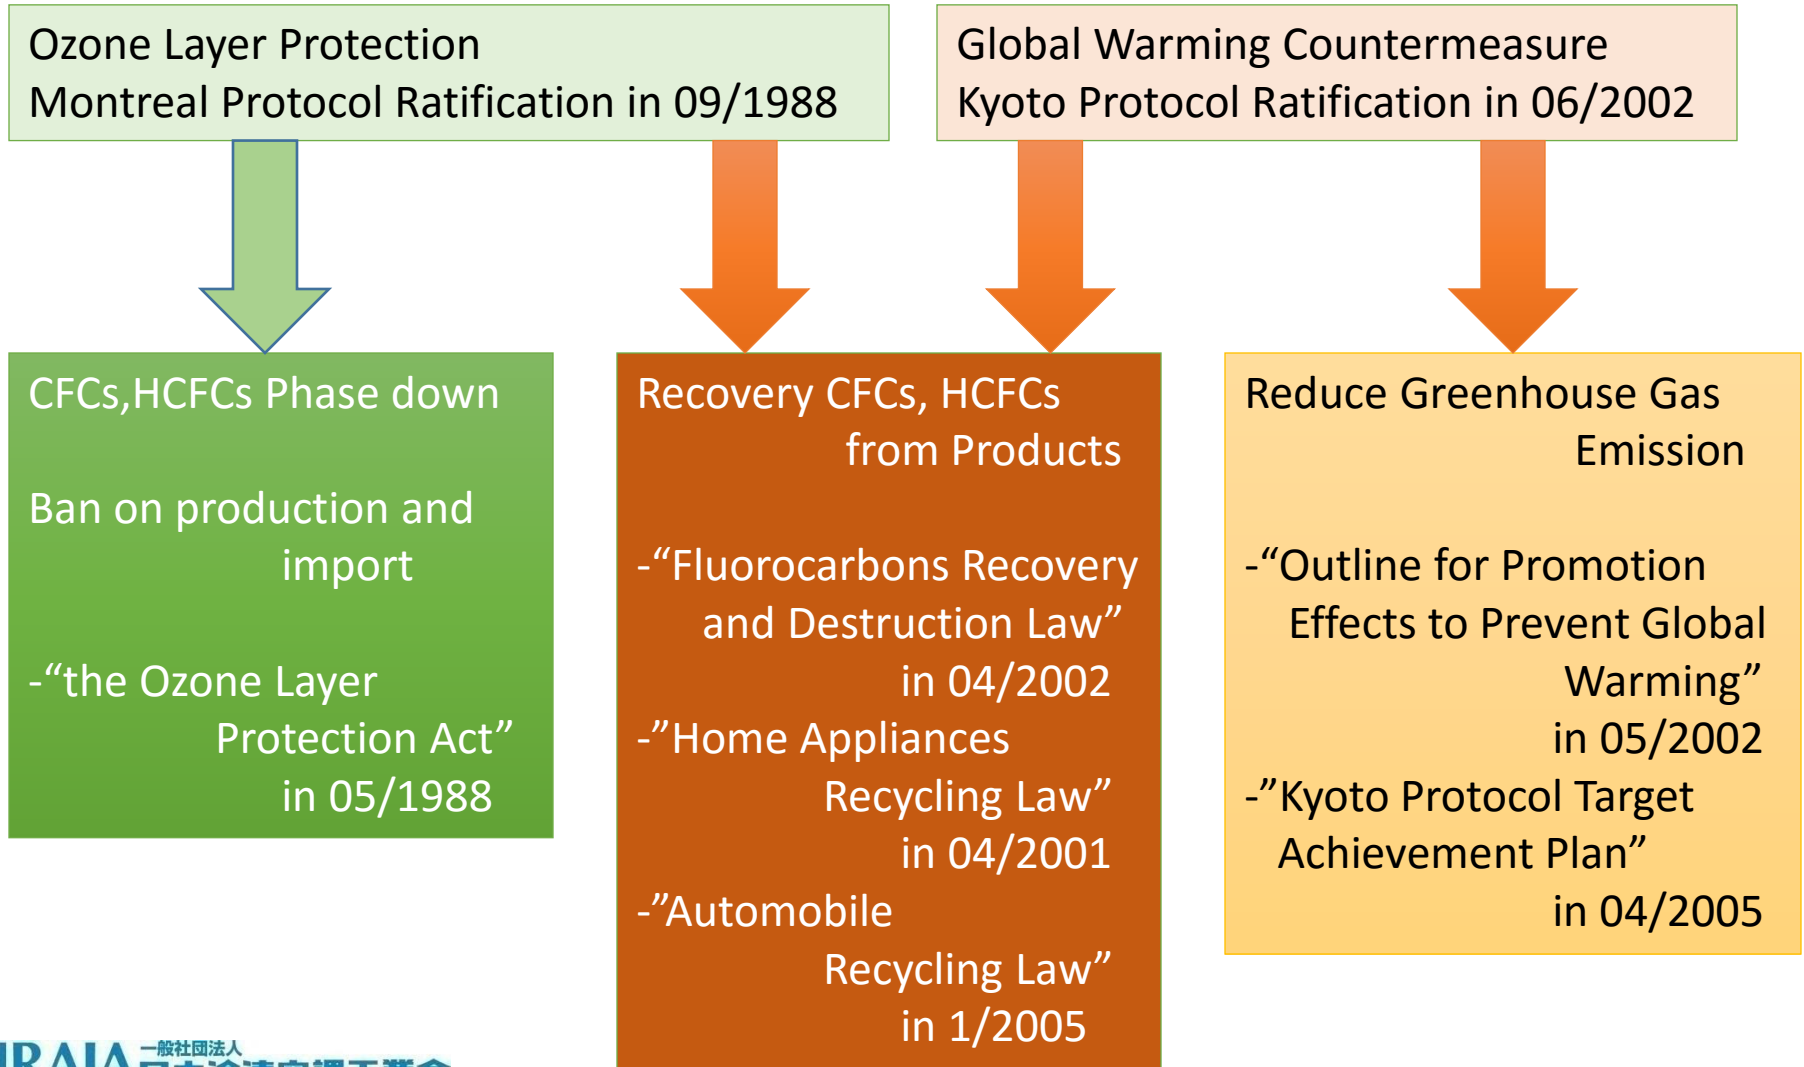 Ozone Layer Protection
Montreal Protocol Ratification in 09/1988
Global Warming Countermeasure
Kyoto Protocol Ratification in 06/2002
CFCs,HCFCs Phase down
Ban on production and
import
-“the Ozone Layer
Protection Act”
in 05/1988
Recovery CFCs, HCFCs
from Products
-“Fluorocarbons Recovery
and Destruction Law”
in 04/2002
-”Home Appliances
Recycling Law”
in 04/2001
-”Automobile
Recycling Law”
in 1/2005
Reduce Greenhouse Gas
Emission
-“Outline for Promotion
Effects to Prevent Global
Warming”
in 05/2002
-”Kyoto Protocol Target
Achievement Plan”
in 04/2005
一般社団法人